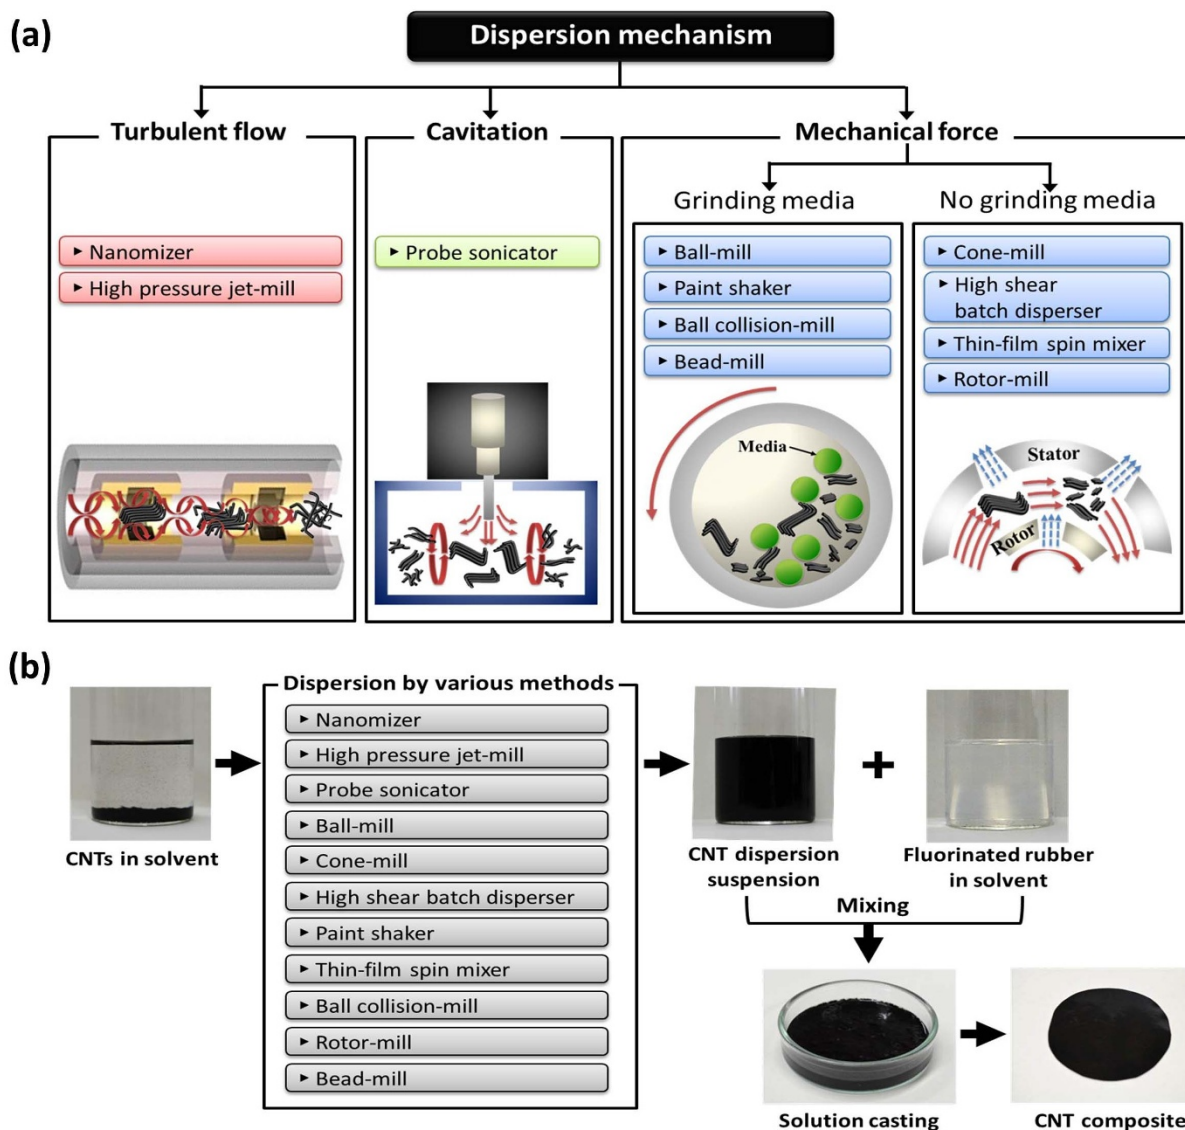 (a)
Dispersion mechanism
Turbulent flow
▸ Nanomizer
▸ High pressure jet-mill
Cavitation
▸ Probe sonicator
Mechanical force
Grinding media
▸ Ball-mill
▸ Paint shaker
▸ Ball collision-mill
▸ Bead-mill
Media
No grinding media
▸ Cone-mill
▸ High shear
batch disperser
▸ Thin-film spin mixer
▸ Rotor-mill
Stator
Rotor
(b)
CNTs in solvent
Dispersion by various methods
▸ Nanomizer
▸ High pressure jet-mill
▸ Probe sonicator
▸ Ball-mill
▸ Cone-mill
▸ High shear batch disperser
▸ Paint shaker
▸ Thin-film spin mixer
▸ Ball collision-mill
▸ Rotor-mill
▸ Bead-mill
CNT dispersion
suspension
+
Fluorinated rubber
in solvent
Mixing
Solution casting
CNT composite